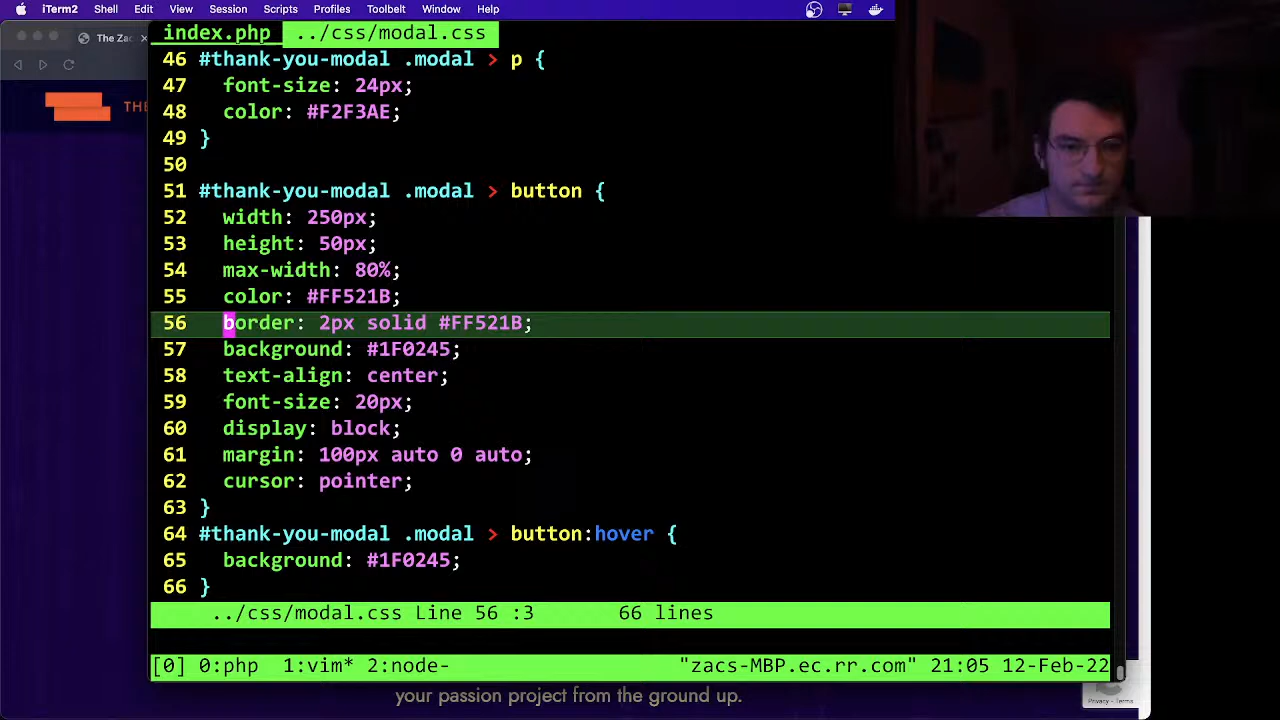 iTerm2 Shell Edit View Session Scripts Profiles Toolbelt Window Help
The Zac
THE
index.php ../css/modal.css
46 #thank-you-modal .modal > p {
47 font-size: 24px;
48 color: #F2F3AE;
49 }
50
51 #thank-you-modal .modal > button {
52 width: 250px;
53 height: 50px;
54 max-width: 80%;
55 color: #FF521B;
56 border: 2px solid #FF521B;
57 background: #1F0245;
58 text-align: center;
59 font-size: 20px;
60 display: block;
61 margin: 100px auto 0 auto;
62 cursor: pointer;
63 }
64 #thank-you-modal .modal > button:hover {
65 background: #1F0245;
66 }
../css/modal.css Line 56 :3 66 lines
[0] 0:php 1:vim* 2:node- "zacs-MBP.ec.rr.com" 21:05 12-Feb-22
your passion project from the ground up.
Privacy - Terms